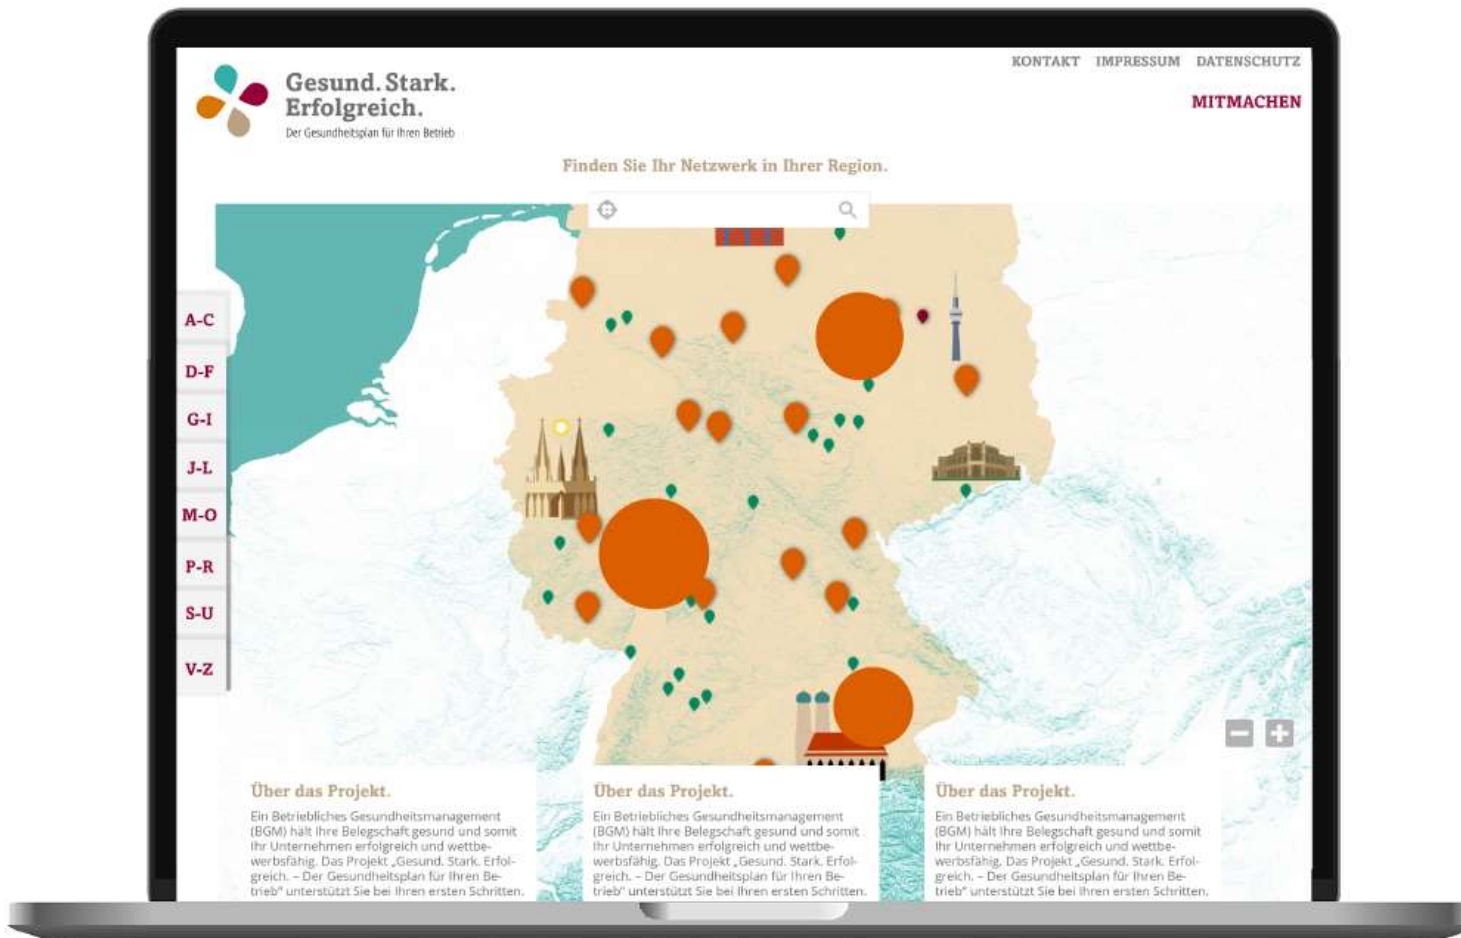 KONTAKT IMPRESSUM DATENSCHUTZ
Gesund. Stark.
Erfolgreich.
Der Gesundheitsplan für Ihren Betrieb
MITMACHEN
Finden Sie Ihr Netzwerk in Ihrer Region.
A-C
D-F
G-I
J-L
M-O
P-R
S-U
V-Z
Über das Projekt.
Ein Betriebliches Gesundheitsmanagement
(BGM) hält Ihre Belegschaft gesund und somit
Ihr Unternehmen erfolgreich und wettbe-
werbsfähig. Das Projekt „Gesund. Stark. Erfol-
greich. – Der Gesundheitsplan für Ihren Be-
trieb" unterstützt Sie bei Ihren ersten Schritten.
Über das Projekt.
Ein Betriebliches Gesundheitsmanagement
(BGM) hält Ihre Belegschaft gesund und somit
Ihr Unternehmen erfolgreich und wettbe-
werbsfähig. Das Projekt „Gesund. Stark. Erfol-
greich. – Der Gesundheitsplan für Ihren Be-
trieb" unterstützt Sie bei Ihren ersten Schritten.
Über das Projekt.
Ein Betriebliches Gesundheitsmanagement
(BGM) hält Ihre Belegschaft gesund und somit
Ihr Unternehmen erfolgreich und wettbe-
werbsfähig. Das Projekt „Gesund. Stark. Erfol-
greich. – Der Gesundheitsplan für Ihren Be-
trieb" unterstützt Sie bei Ihren ersten Schritten.